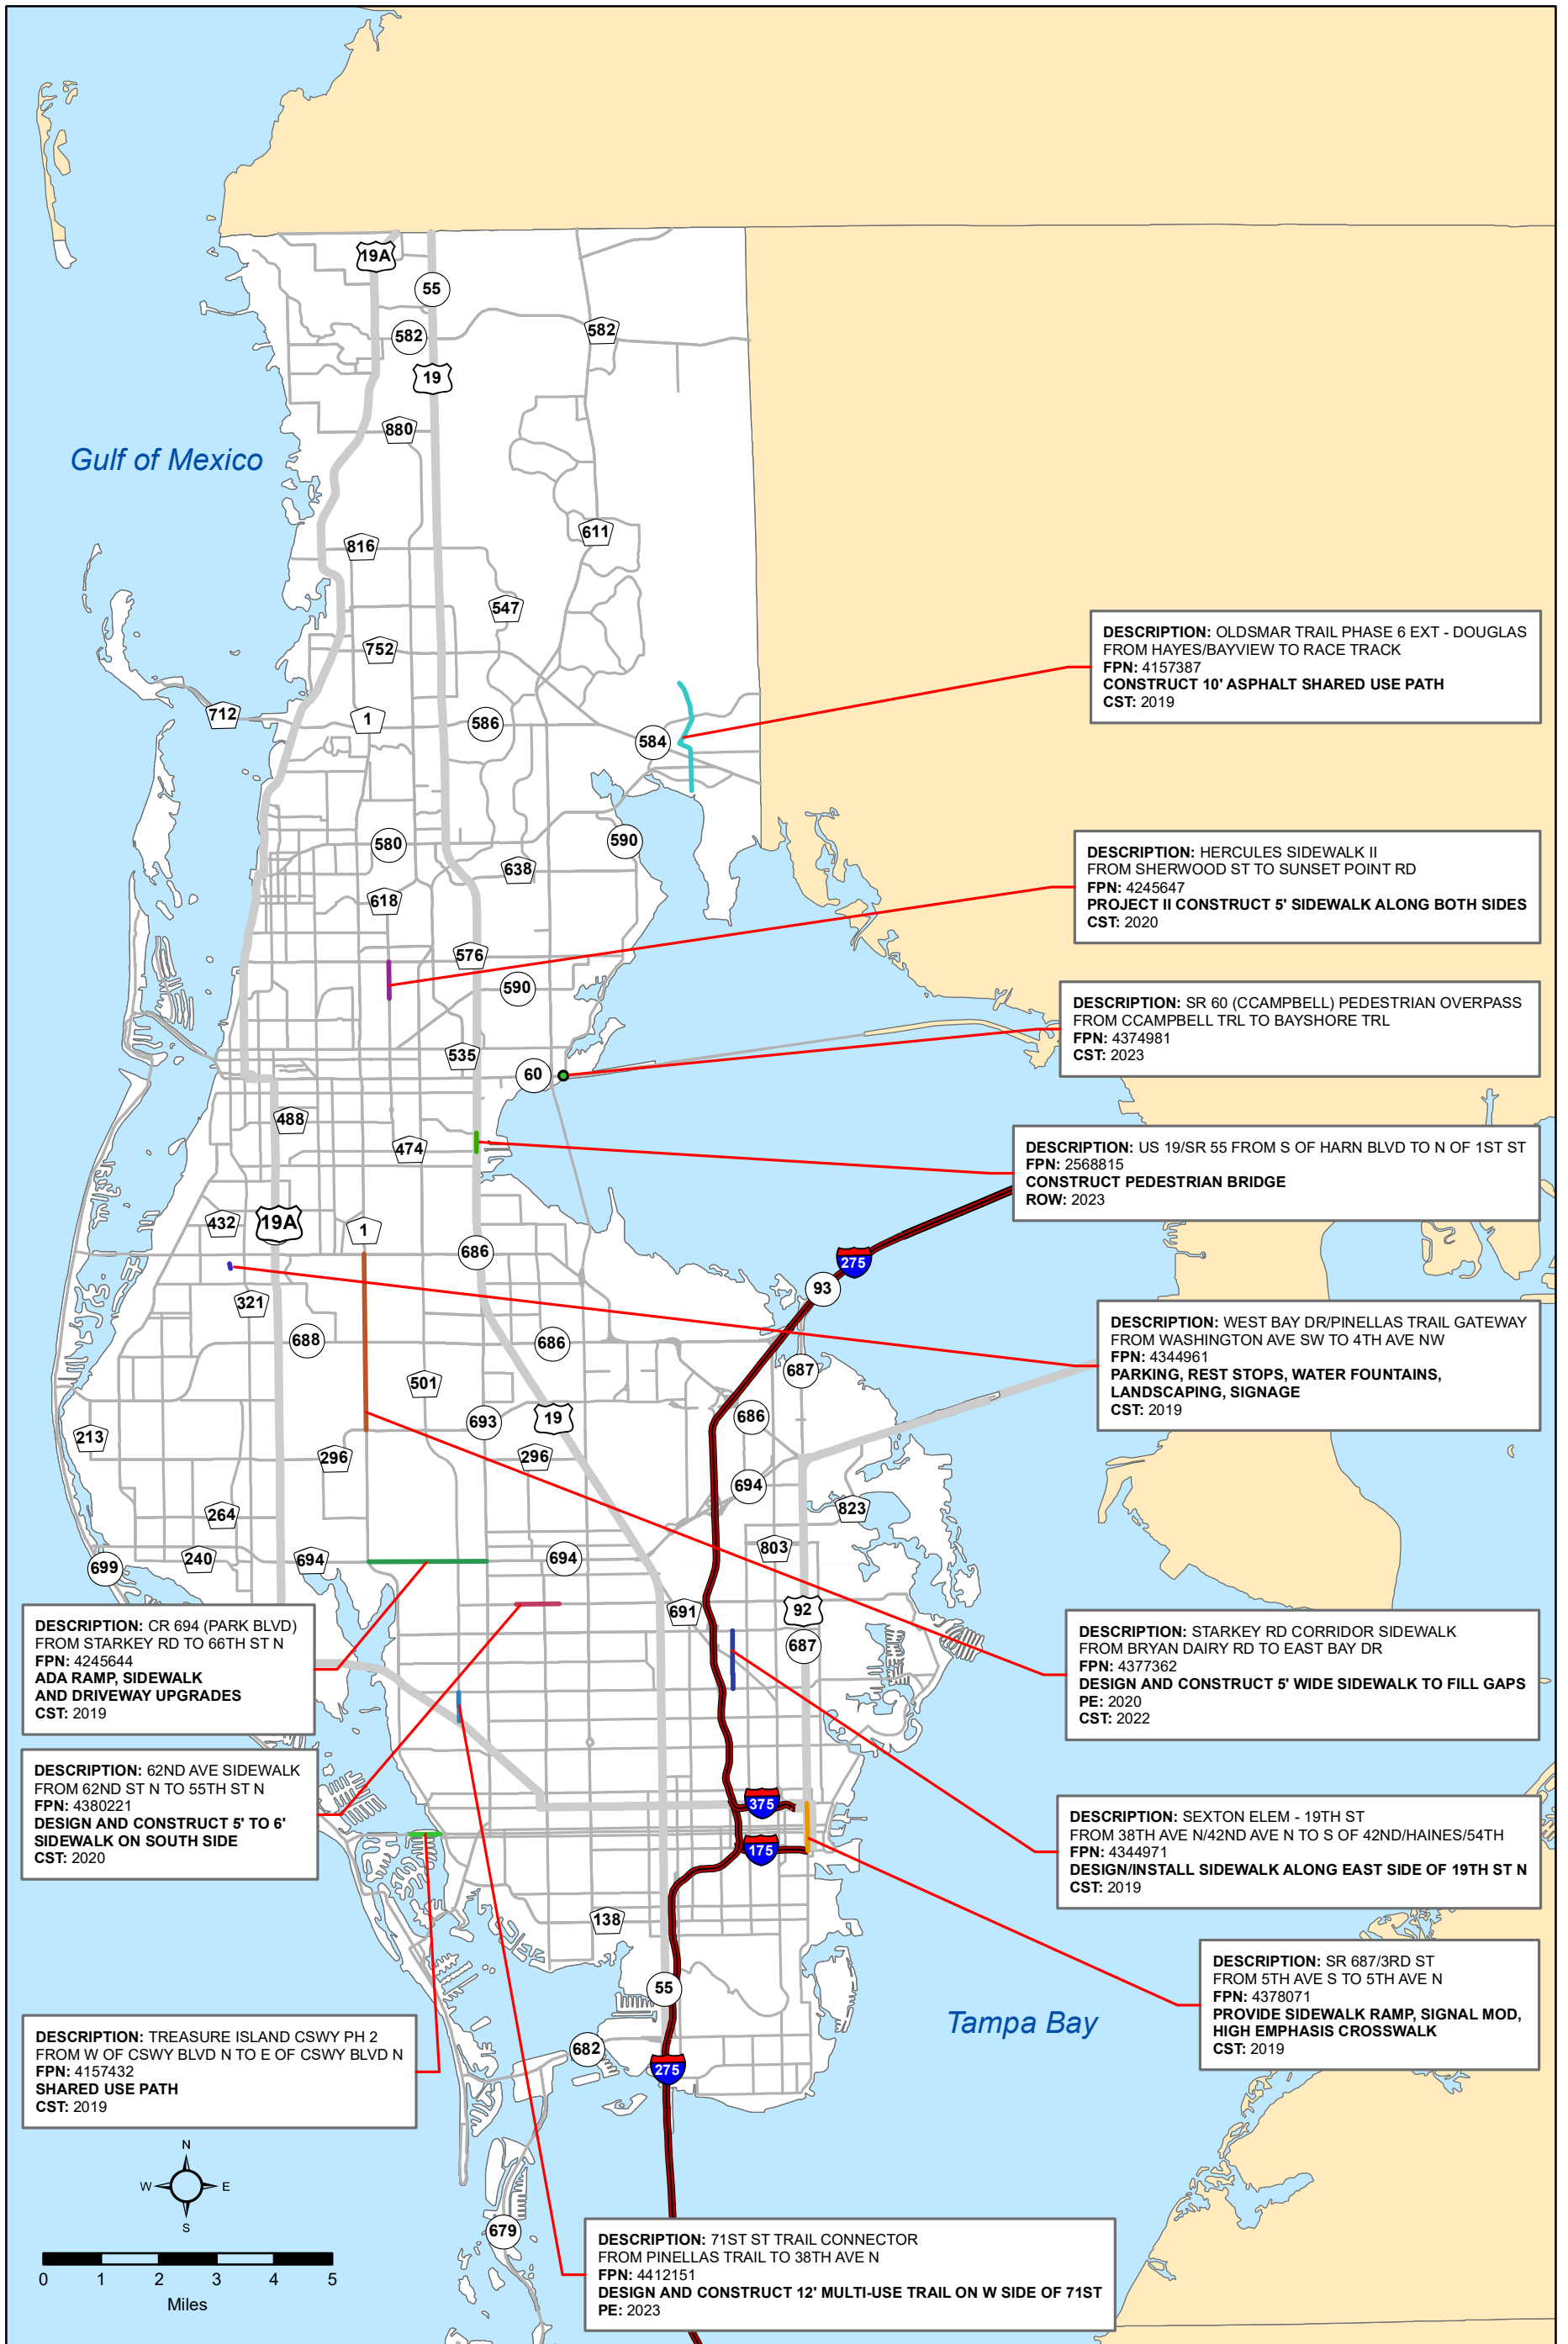 19A
55
582
582
19
880
Gulf of Mexico
611
816
547
752
DESCRIPTION: OLDSMAR TRAIL PHASE 6 EXT - DOUGLAS
FROM HAYES/BAYVIEW TO RACE TRACK
FPN: 4157387
CONSTRUCT 10' ASPHALT SHARED USE PATH
CST: 2019
712
1
586
584
580
590
638
618
DESCRIPTION: HERCULES SIDEWALK II
FROM SHERWOOD ST TO SUNSET POINT RD
FPN: 4245647
PROJECT II CONSTRUCT 5' SIDEWALK ALONG BOTH SIDES
CST: 2020
576
590
DESCRIPTION: SR 60 (CCAMPBELL) PEDESTRIAN OVERPASS
FROM CCAMPBELL TRL TO BAYSHORE TRL
FPN: 4374981
CST: 2023
535
60
488
474
DESCRIPTION: US 19/SR 55 FROM S OF HARN BLVD TO N OF 1ST ST
FPN: 2568815
CONSTRUCT PEDESTRIAN BRIDGE
ROW: 2023
432
19A
1
686
275
93
321
688
686
687
DESCRIPTION: WEST BAY DR/PINELLAS TRAIL GATEWAY
FROM WASHINGTON AVE SW TO 4TH AVE NW
FPN: 4344961
PARKING, REST STOPS, WATER FOUNTAINS,
LANDSCAPING, SIGNAGE
CST: 2019
501
213
693
19
686
296
296
694
264
823
699
240
694
694
803
691
92
687
DESCRIPTION: CR 694 (PARK BLVD)
FROM STARKEY RD TO 66TH ST N
FPN: 4245644
ADA RAMP, SIDEWALK
AND DRIVEWAY UPGRADES
CST: 2019
DESCRIPTION: STARKEY RD CORRIDOR SIDEWALK
FROM BRYAN DAIRY RD TO EAST BAY DR
FPN: 4377362
DESIGN AND CONSTRUCT 5' WIDE SIDEWALK TO FILL GAPS
PE: 2020
CST: 2022
DESCRIPTION: 62ND AVE SIDEWALK
FROM 62ND ST N TO 55TH ST N
FPN: 4380221
DESIGN AND CONSTRUCT 5' TO 6'
SIDEWALK ON SOUTH SIDE
CST: 2020
375
175
DESCRIPTION: SEXTON ELEM - 19TH ST
FROM 38TH AVE N/42ND AVE N TO S OF 42ND/HAINES/54TH
FPN: 4344971
DESIGN/INSTALL SIDEWALK ALONG EAST SIDE OF 19TH ST N
CST: 2019
138
DESCRIPTION: SR 687/3RD ST
FROM 5TH AVE S TO 5TH AVE N
FPN: 4378071
PROVIDE SIDEWALK RAMP, SIGNAL MOD,
HIGH EMPHASIS CROSSWALK
CST: 2019
55
Tampa Bay
682
275
DESCRIPTION: TREASURE ISLAND CSWY PH 2
FROM W OF CSWY BLVD N TO E OF CSWY BLVD N
FPN: 4157432
SHARED USE PATH
CST: 2019
N
W E
S
679
0 1 2 3 4 5
Miles
DESCRIPTION: 71ST ST TRAIL CONNECTOR
FROM PINELLAS TRAIL TO 38TH AVE N
FPN: 4412151
DESIGN AND CONSTRUCT 12' MULTI-USE TRAIL ON W SIDE OF 71ST
PE: 2023